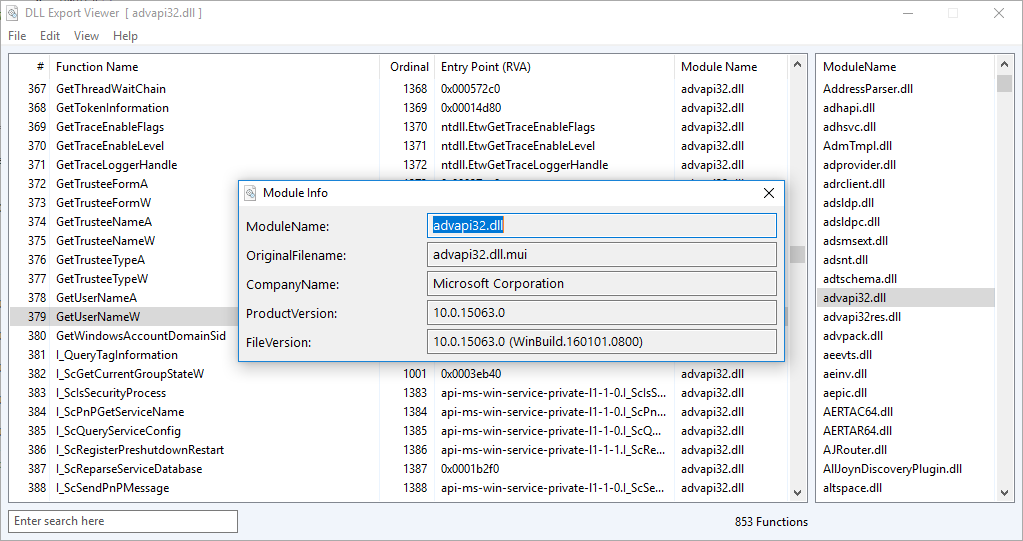 DLL Export Viewer [ advapi32.dll ]
File Edit View Help
# Function Name Ordinal Entry Point (RVA) Module Name ModuleName
367 GetThreadWaitChain 1368 0x000572c0 advapi32.dll AddressParser.dll
368 GetTokenInformation 1369 0x00014d80 advapi32.dll adhapi.dll
369 GetTraceEnableFlags 1370 ntdll.EtwGetTraceEnableFlags advapi32.dll adhsvc.dll
370 GetTraceEnableLevel 1371 ntdll.EtwGetTraceEnableLevel advapi32.dll AdmTmpl.dll
371 GetTraceLoggerHandle 1372 ntdll.EtwGetTraceLoggerHandle advapi32.dll adprovider.dll
372 GetTrusteeFormA adrclient.dll
373 GetTrusteeFormW adsldp.dll
374 GetTrusteeNameA adsldpc.dll
375 GetTrusteeNameW adsmsext.dll
376 GetTrusteeTypeA adsnt.dll
377 GetTrusteeTypeW adtschema.dll
378 GetUserNameA advapi32.dll
379 GetUserNameW advapi32res.dll
380 GetWindowsAccountDomainSid advpack.dll
381 I_QueryTagInformation aeevts.dll
382 I_ScGetCurrentGroupStateW 1001 0x0003eb40 advapi32.dll aeinv.dll
383 I_ScIsSecurityProcess 1383 api-ms-win-service-private-l1-1-0.I_ScIsS... advapi32.dll aepic.dll
384 I_ScPnPGetServiceName 1384 api-ms-win-service-private-l1-1-0.I_ScPn... advapi32.dll AERTAC64.dll
385 I_ScQueryServiceConfig 1385 api-ms-win-service-private-l1-1-0.I_ScQ... advapi32.dll AERTAR64.dll
386 I_ScRegisterPreshutdownRestart 1386 api-ms-win-service-private-l1-1-1.I_ScRe... advapi32.dll AJRouter.dll
387 I_ScReparseServiceDatabase 1387 0x0001b2f0 advapi32.dll AllJoynDiscoveryPlugin.dll
388 I_ScSendPnPMessage 1388 api-ms-win-service-private-l1-1-0.I_ScSe... advapi32.dll altspace.dll
Module Info
ModuleName: advapi32.dll
OriginalFilename: advapi32.dll.mui
CompanyName: Microsoft Corporation
ProductVersion: 10.0.15063.0
FileVersion: 10.0.15063.0 (WinBuild.160101.0800)
Enter search here
853 Functions